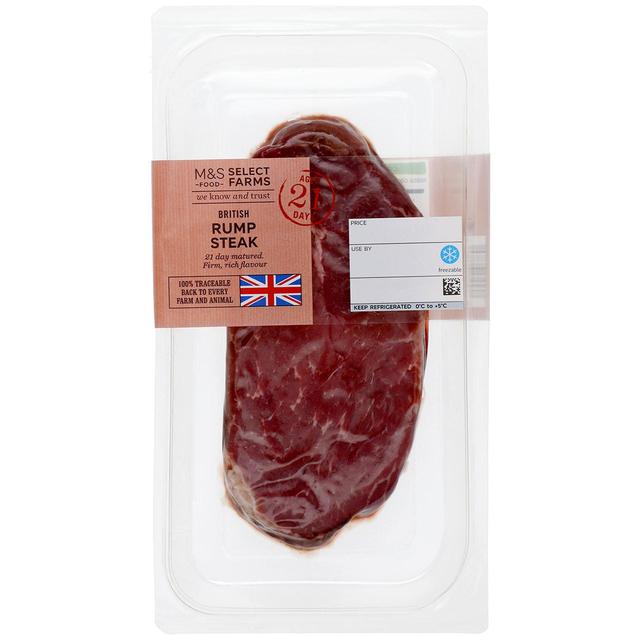 M&S SELECT
-FOOD- FARMS
we know and trust
BRITISH
RUMP
STEAK
21 day matured.
Firm, rich flavour
100% TRACEABLE
BACK TO EVERY
FARM AND ANIMAL
21
DAY
PRICE
USE BY
freezable
KEEP REFRIGERATED 0°C to +5°C